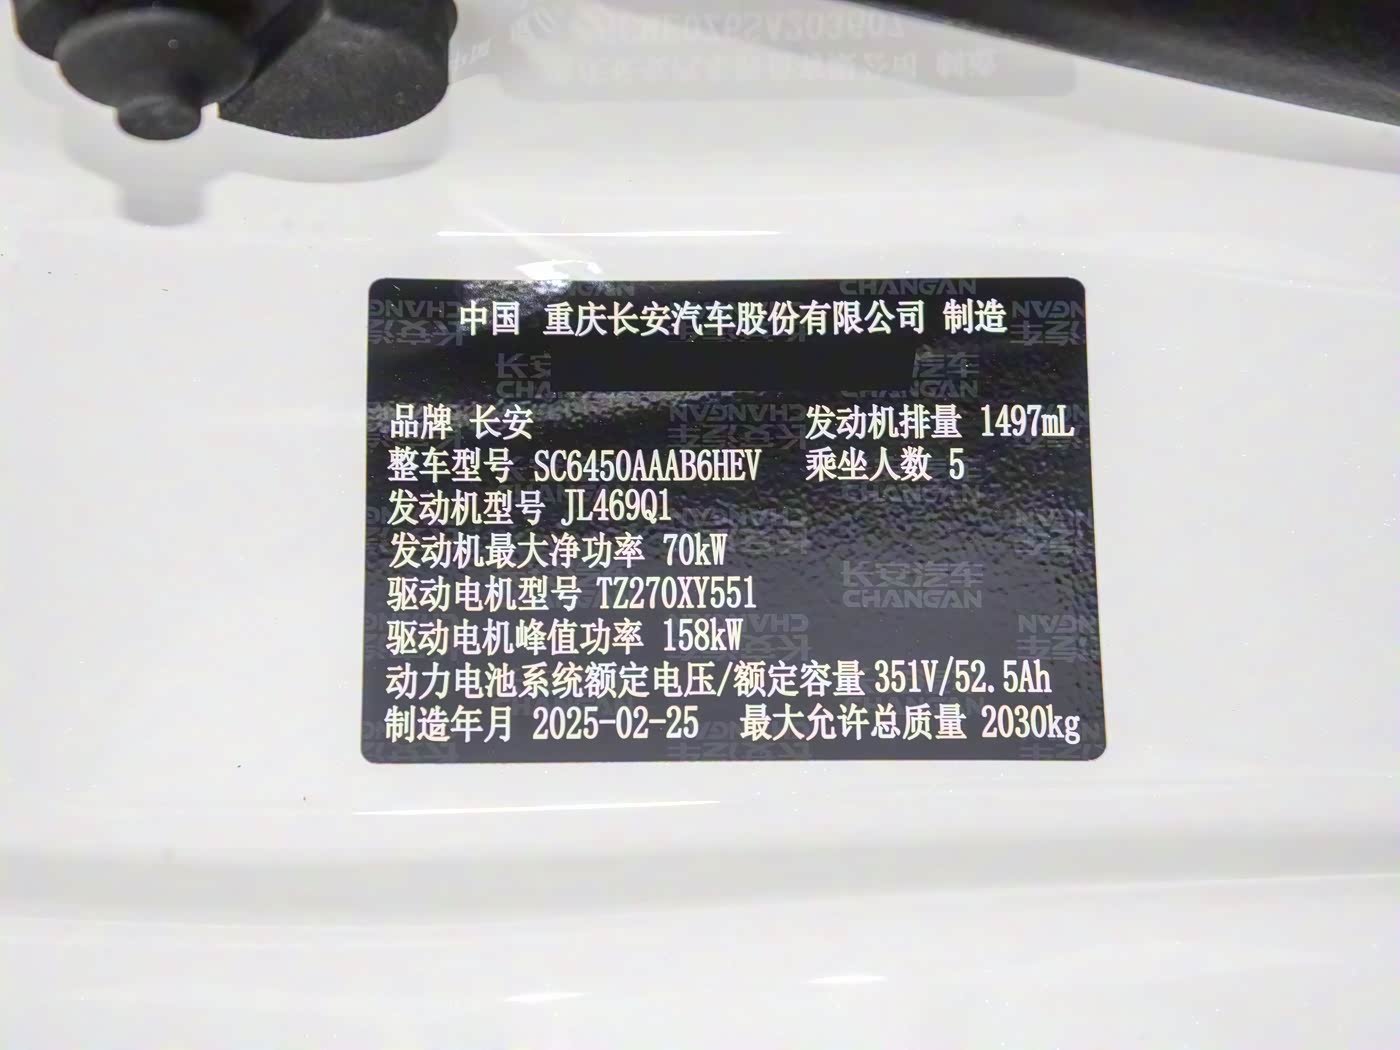 中国 重庆长安汽车股份有限公司 制造
品牌 长安 发动机排量 1497mL
整车型号 SC6450AAAB6HEV 乘坐人数 5
发动机型号 JL469Q1
发动机最大净功率 70kW
驱动电机型号 TZ270XY551
驱动电机峰值功率 158kW
动力电池系统额定电压/额定容量 351V/52.5Ah
制造年月 2025-02-25 最大允许总质量 2030kg
长安汽车
CHANGAN